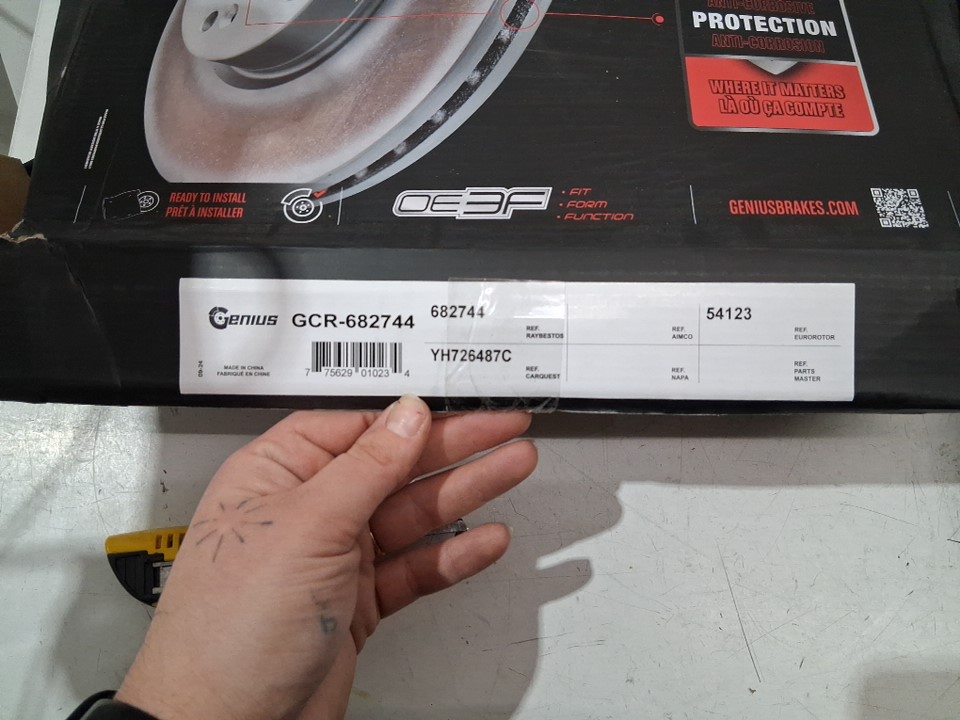 ANTI-CORROSIVE
PROTECTION
ANTI-CORROSION
WHERE IT MATTERS
LÀ OÙ ÇA COMPTE
READY TO INSTALL
PRÊT À INSTALLER
OE3F
• FIT
• FORM
• FUNCTION
GENIUSBRAKES.COM
Genius
GCR-682744
682744
REF.
RAYBESTOS
REF.
AIMCO
54123
REF.
EUROROTOR
MADE IN CHINA
FABRIQUÉ EN CHINE
7 75629 01023 4
YH726487C
REF.
CARQUEST
REF.
NAPA
REF.
PARTS
MASTER